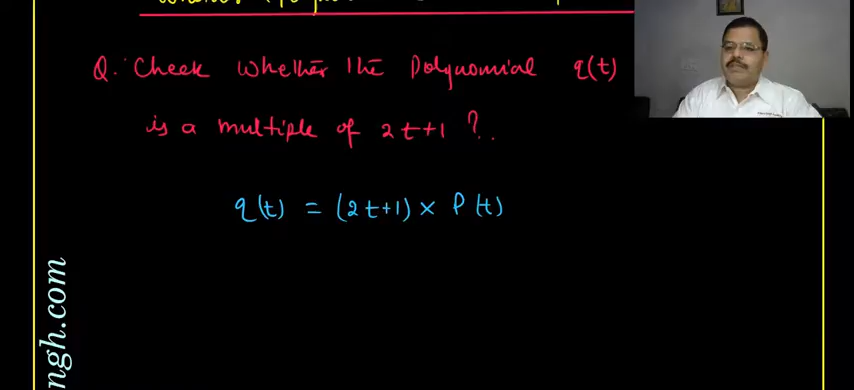 Q. Check whether the Polynomial q(t)
is a multiple of 2t+1 ?..
q(t) = (2t+1) × P(t)
ngh.com